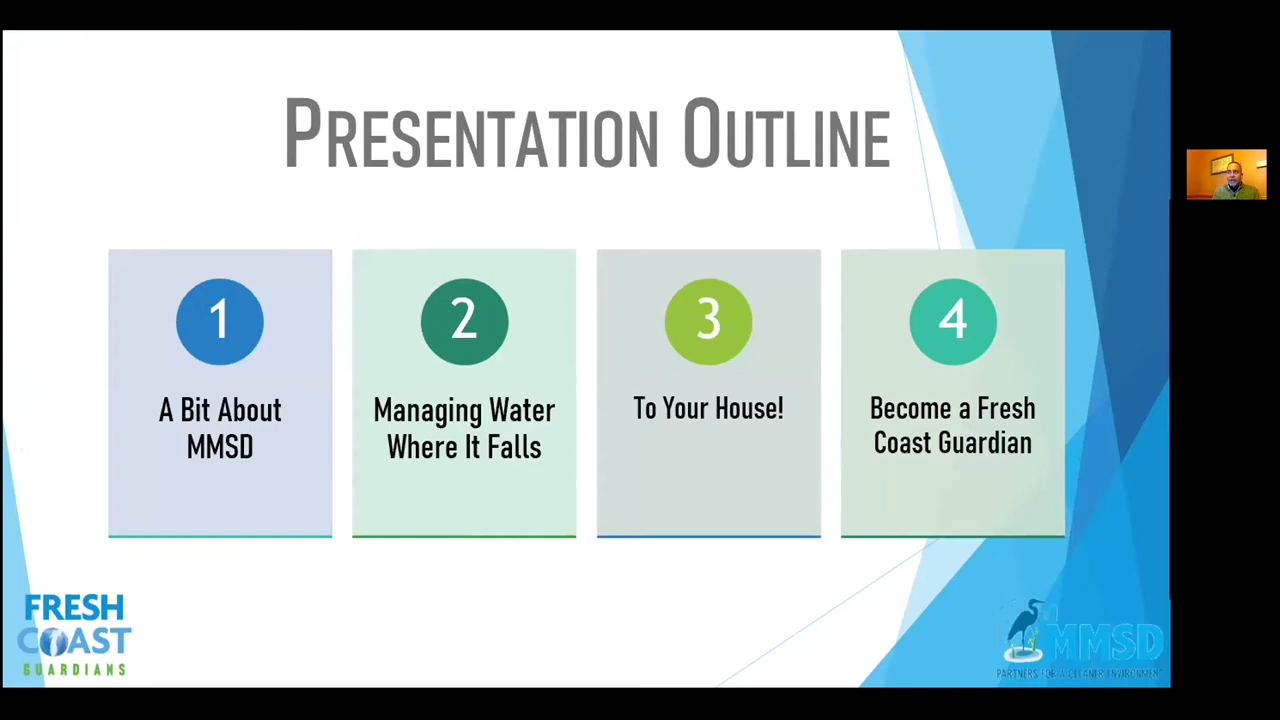 PRESENTATION OUTLINE
1
A Bit About
MMSD
2
Managing Water
Where It Falls
3
To Your House!
4
Become a Fresh
Coast Guardian
FRESH
COAST
GUARDIANS
MMSD
PARTNERS FOR A CLEANER ENVIRONMENT